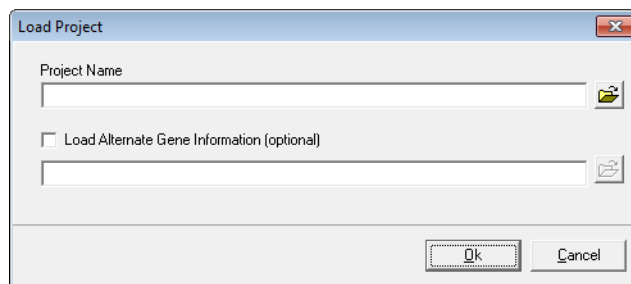 Load Project
Project Name
Load Alternate Gene Information (optional)
Ok
Cancel